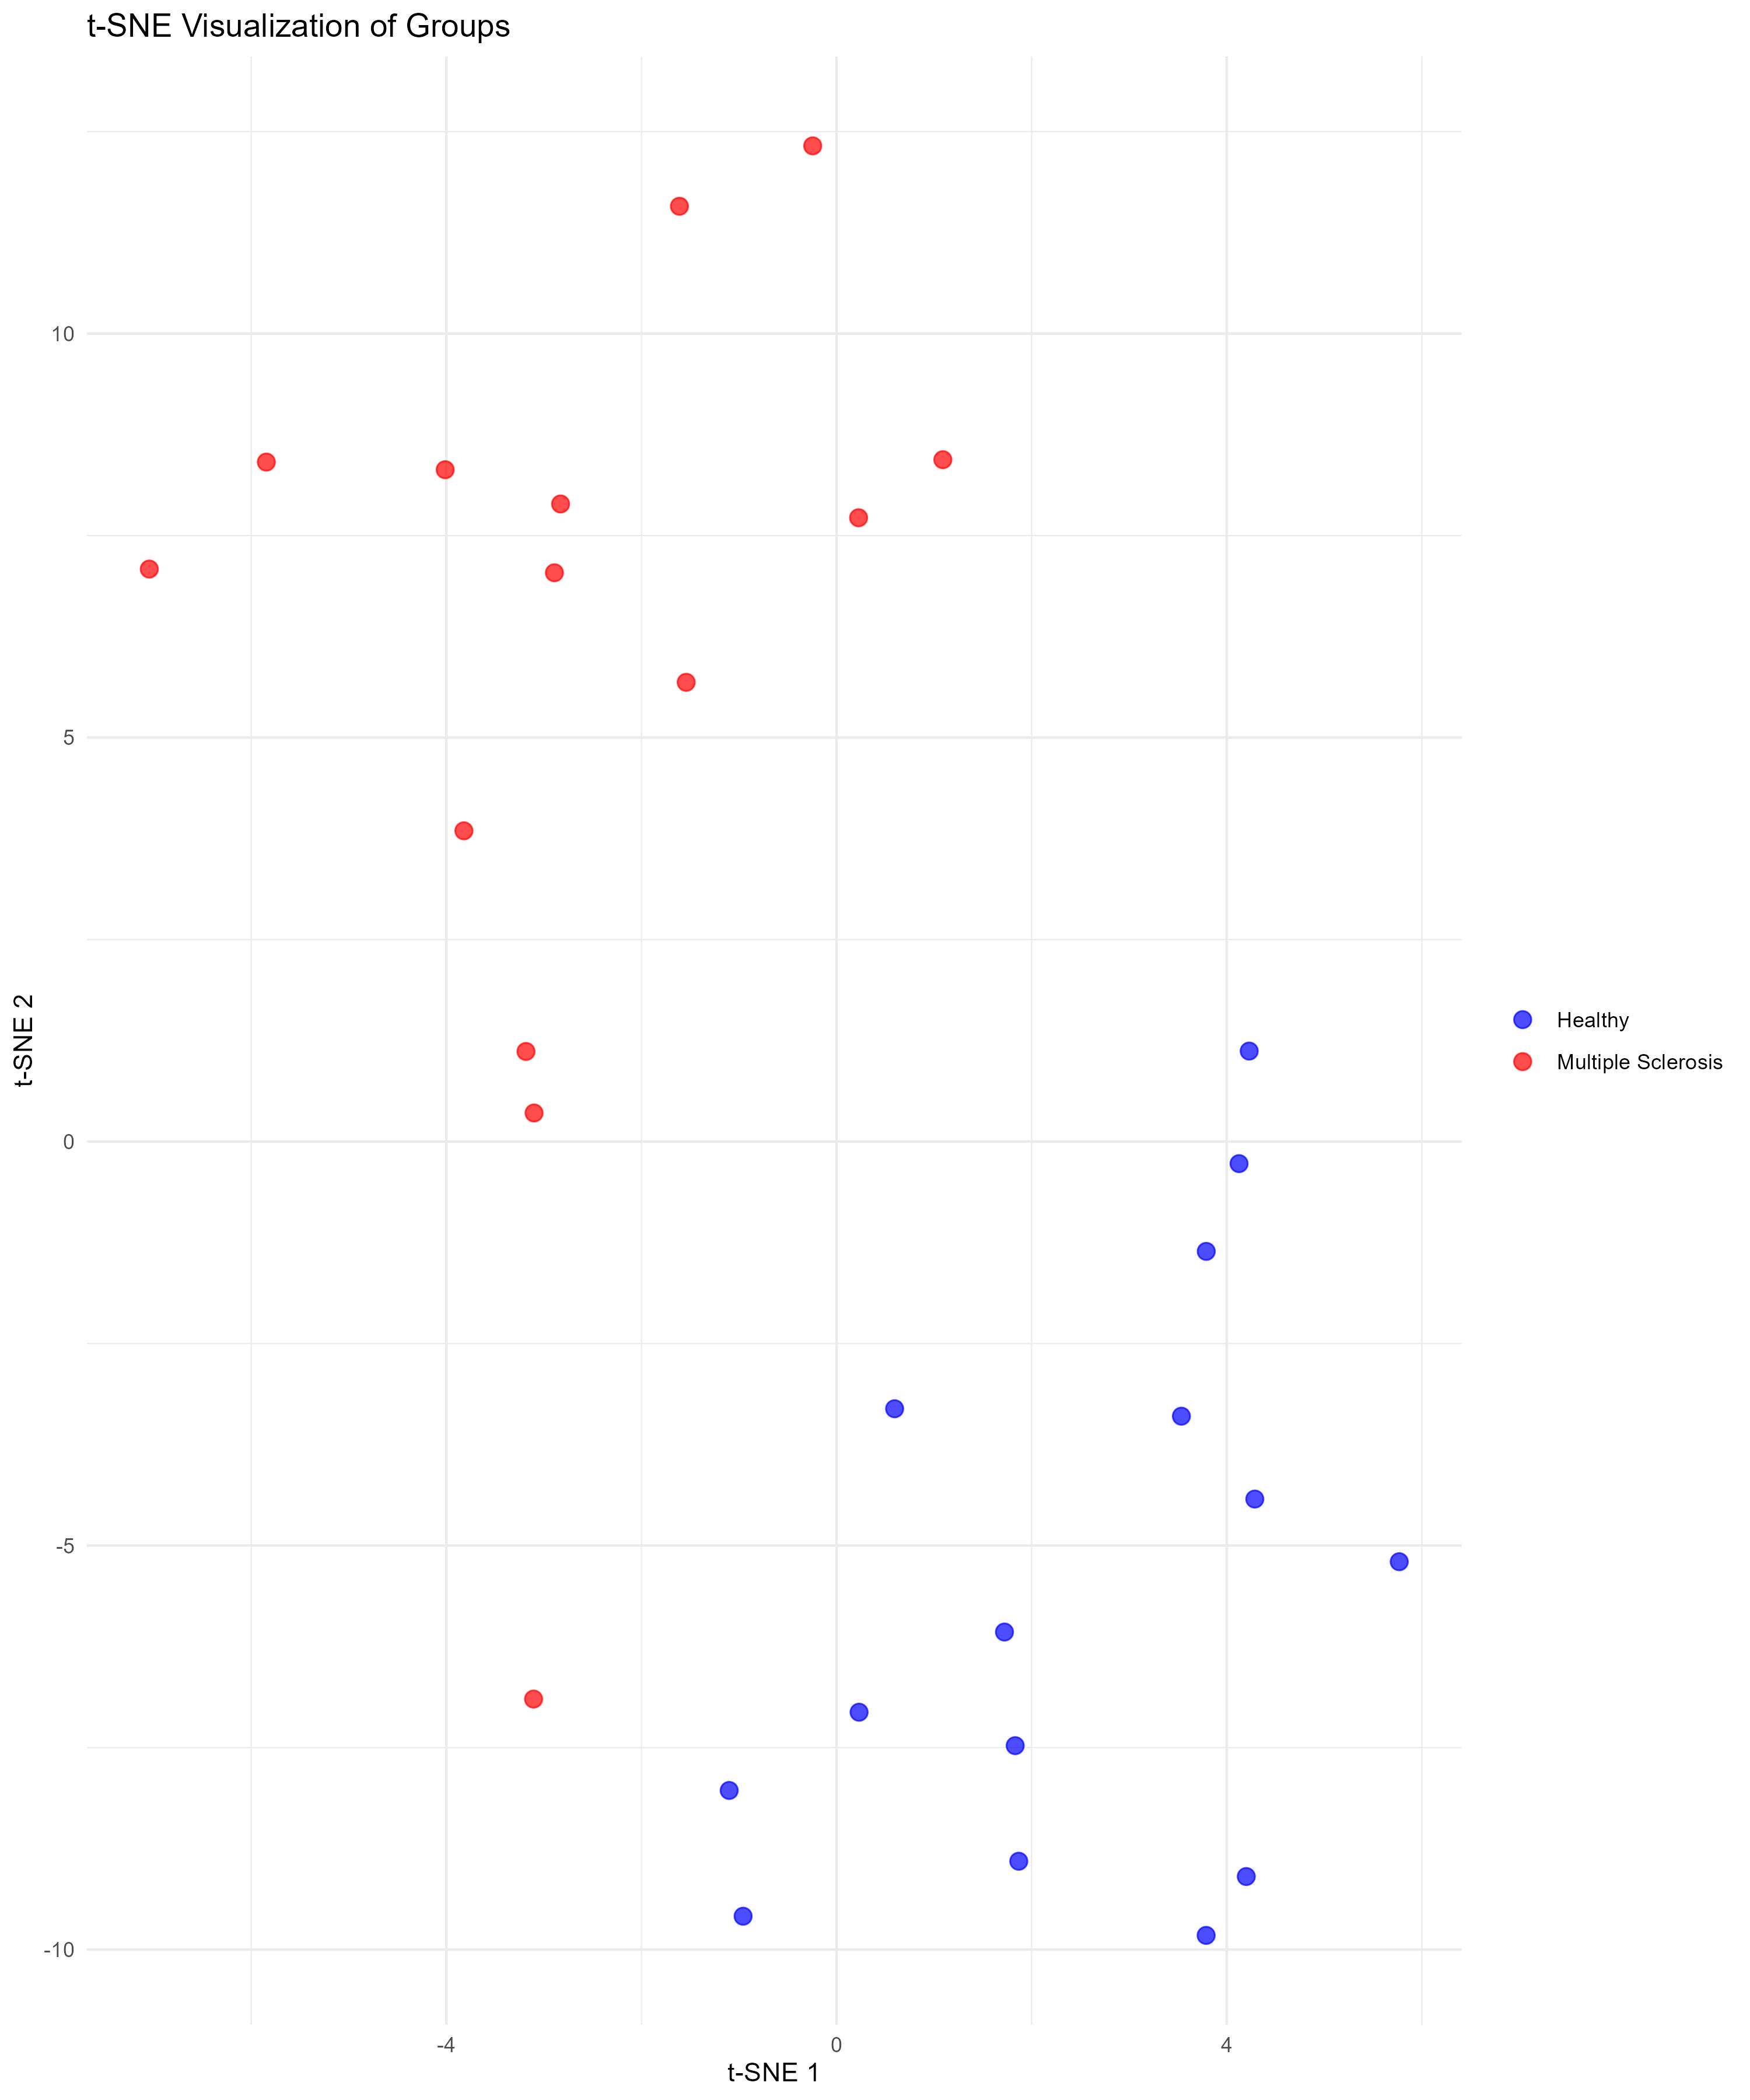 t-SNE Visualization of Groups
10
5
0
-5
-10
t-SNE 2
-4
0
4
t-SNE 1
Healthy
Multiple Sclerosis